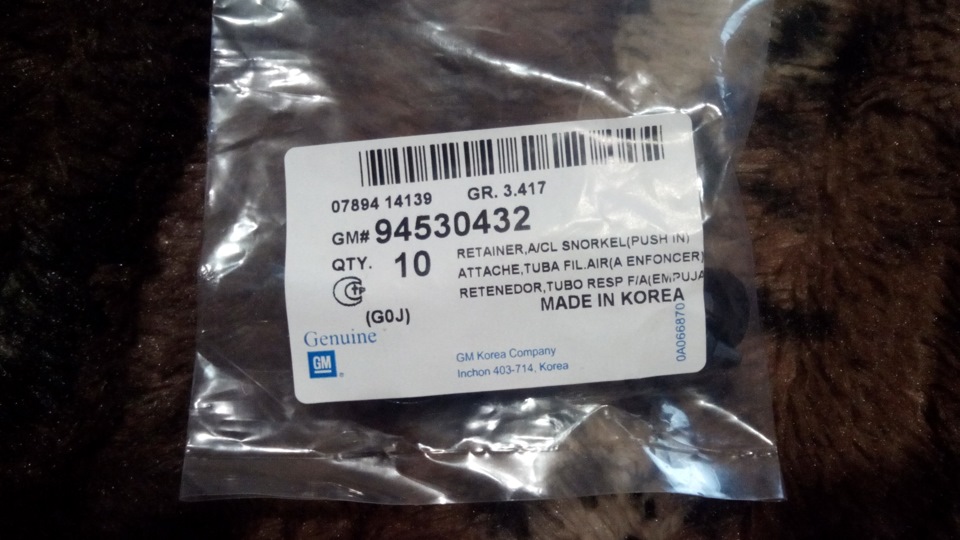 07894 14139 GR. 3.417
GM# 94530432
QTY. 10
RETAINER,A/CL SNORKEL(PUSH IN)
ATTACHE,TUBA FIL.AIR(A ENFONCER)
RETENEDOR,TUBO RESP F/A(EMPUJA
MADE IN KOREA
(G0J)
Genuine
GM
GM Korea Company
Inchon 403-714, Korea
0A066870